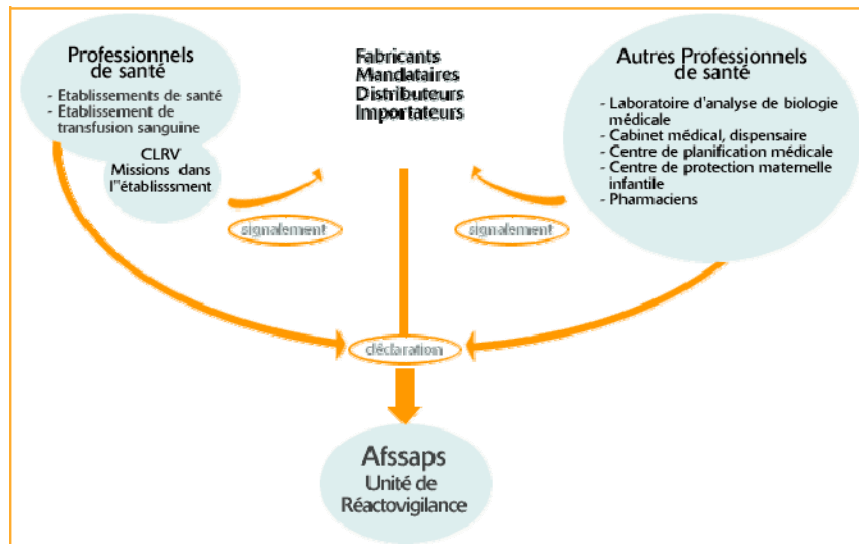 Professionnels
de santé
- Etablissements de santé
- Etablissement de
transfusion sanguine
CLRV
Missions dans
l"établisssment
Fabricants
Mandataires
Distributeurs
Importateurs
Autres Professionnels
de santé
- Laboratoire d'analyse de biologie
médicale
- Cabinet médical, dispensaire
- Centre de planification médicale
- Centre de protection maternelle
infantile
- Pharmaciens
signalement
signalement
déclaration
Afssaps
Unité de
Réactovigilance